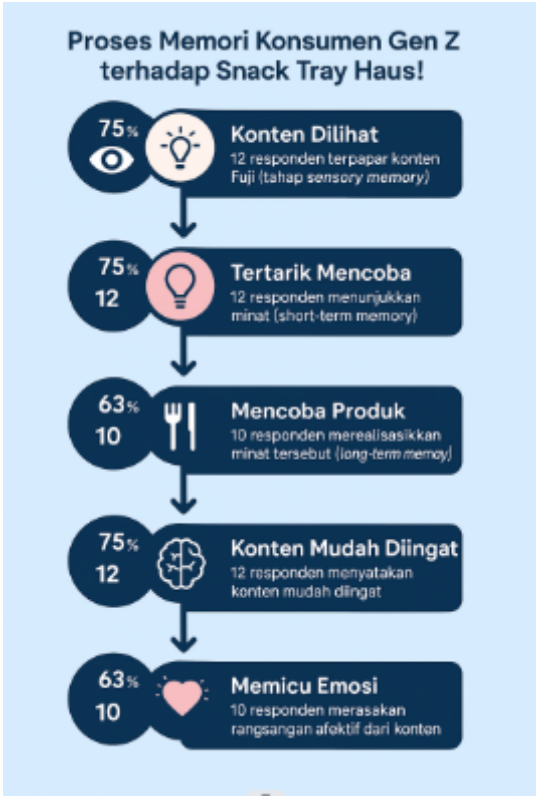 Proses Memori Konsumen Gen Z
terhadap Snack Tray Haus!
75%
Konten Dilihat
12 responden terpapar konten
Fuji (tahap sensory memory)
75%
12
Tertarik Mencoba
12 responden menunjukkan
minat (short-term memory)
63%
10
Mencoba Produk
10 responden merealisasikkan
minat tersebut (long-term memoy)
75%
12
Konten Mudah Diingat
12 responden menyatakan
konten mudah diingat
63%
10
Memicu Emosi
10 responden merasakan
rangsangan afektif dari konten